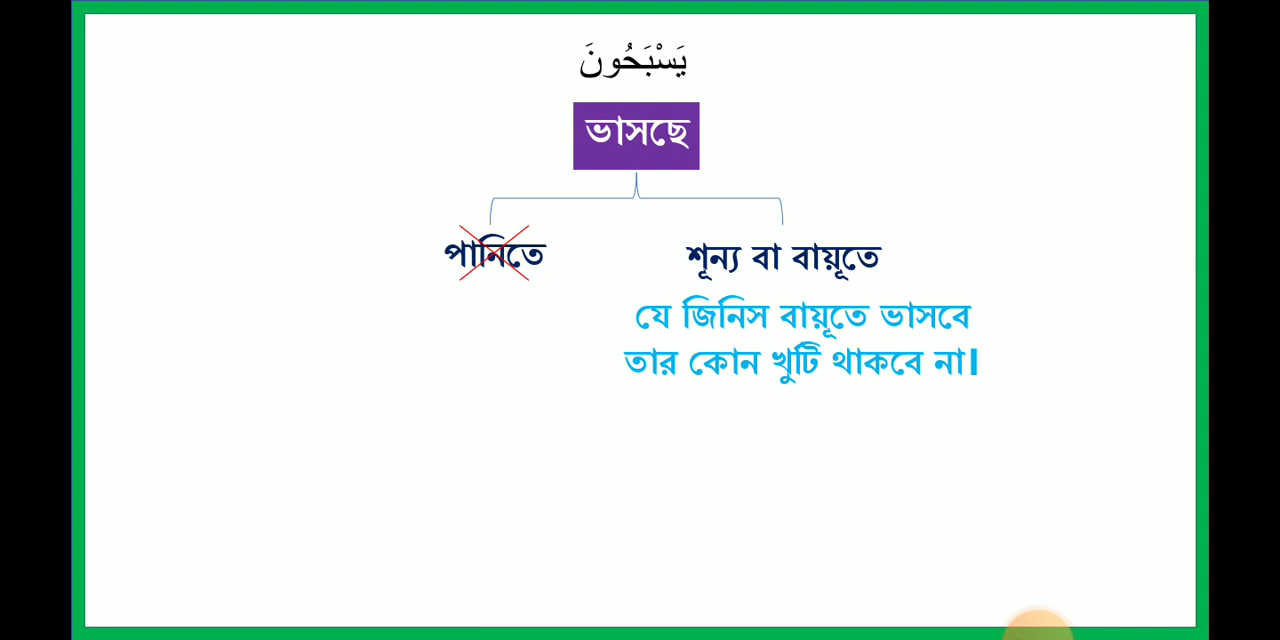 يَسْبَحُونَ
ভাসছে
পানিতে
শূন্য বা বায়ূতে
যে জিনিস বায়ূতে ভাসবে
তার কোন খুটি থাকবে না।